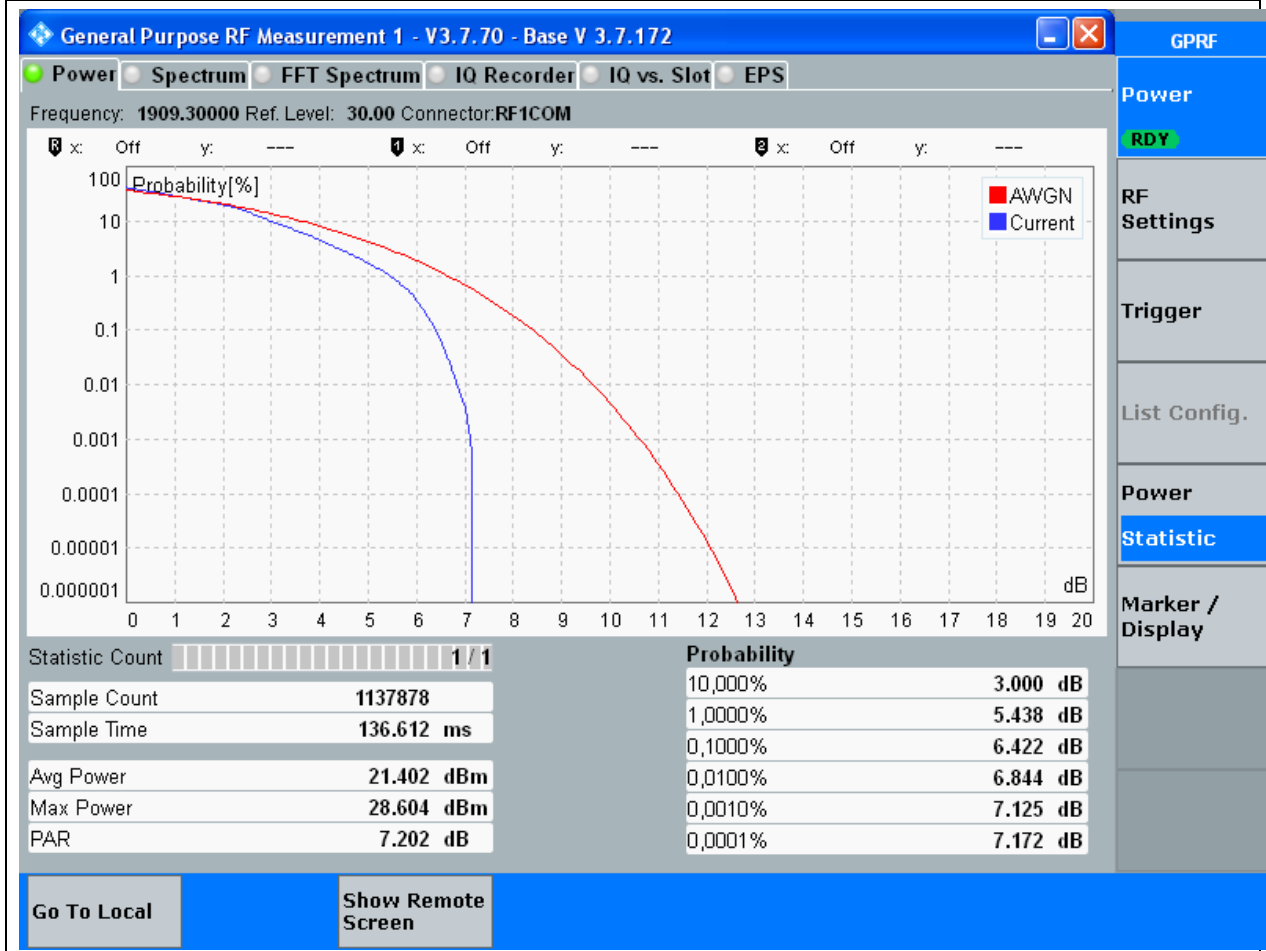 General Purpose RF Measurement 1 - V3.7.70 - Base V 3.7.172
GPRF
Power Spectrum FFT Spectrum IQ Recorder IQ vs. Slot EPS
Frequency: 1909.30000 Ref. Level: 30.00 Connector:RF1COM
R x: Off y: --- 1 x: Off y: --- 2 x: Off y: ---
Probability[%]
AWGN
Current
100
10
1
0.1
0.01
0.001
0.0001
0.00001
0.000001
dB
0 1 2 3 4 5 6 7 8 9 10 11 12 13 14 15 16 17 18 19 20
Statistic Count 1 / 1
Sample Count 1137878
Sample Time 136.612 ms
Avg Power 21.402 dBm
Max Power 28.604 dBm
PAR 7.202 dB
Probability
10,000% 3.000 dB
1,0000% 5.438 dB
0,1000% 6.422 dB
0,0100% 6.844 dB
0,0010% 7.125 dB
0,0001% 7.172 dB
Power
RDY
RF
Settings
Trigger
List Config.
Power
Statistic
Marker /
Display
Go To Local
Show Remote
Screen